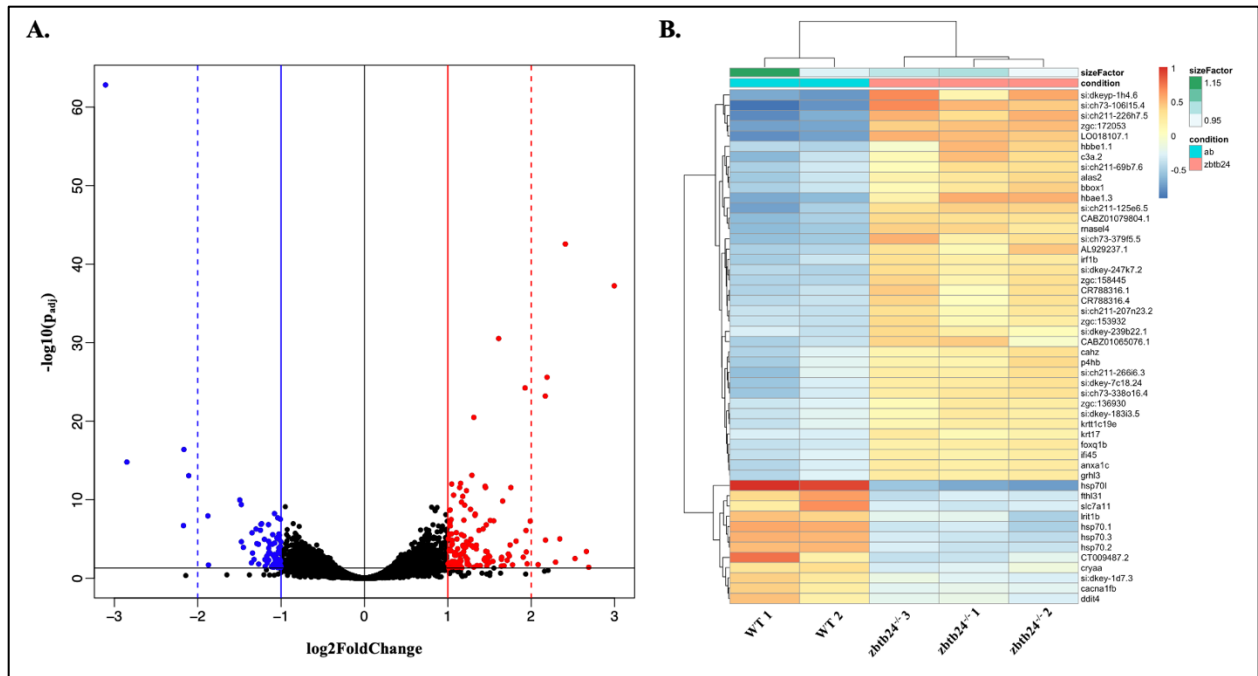 A.
60
50
40
30
20
10
0
-log10(p_adj)
-3
-2
-1
0
1
2
3
log2FoldChange
B.
sizeFactor
condition
si:dkeyp-1h4.6
si:ch73-106l15.4
si:ch211-226h7.5
zgc:172053
LO018107.1
hbbe1.1
c3a.2
si:ch211-69b7.6
alas2
bbox1
hbae1.3
si:ch211-125e6.5
CABZ01079804.1
rnasel4
si:ch73-379f5.5
AL929237.1
irf1b
si:dkey-247k7.2
zgc:158445
CR788316.1
CR788316.4
si:ch211-207n23.2
zgc:153932
si:dkey-239b22.1
CABZ01065076.1
cahz
p4hb
si:ch211-266i6.3
si:dkey-7c18.24
si:ch73-338o16.4
zgc:136930
si:dkey-183i3.5
krtt1c19e
krt17
foxq1b
ifi45
anxa1c
grhl3
hsp70l
fthl31
slc7a11
lrit1b
hsp70.1
hsp70.3
hsp70.2
CT009487.2
cryaa
si:dkey-1d7.3
cacna1fb
ddit4
WT 1
WT 2
zbtb24-/- 3
zbtb24-/- 1
zbtb24-/- 2
1
0.5
0
-0.5
sizeFactor
1.15
0.95
condition
ab
zbtb24